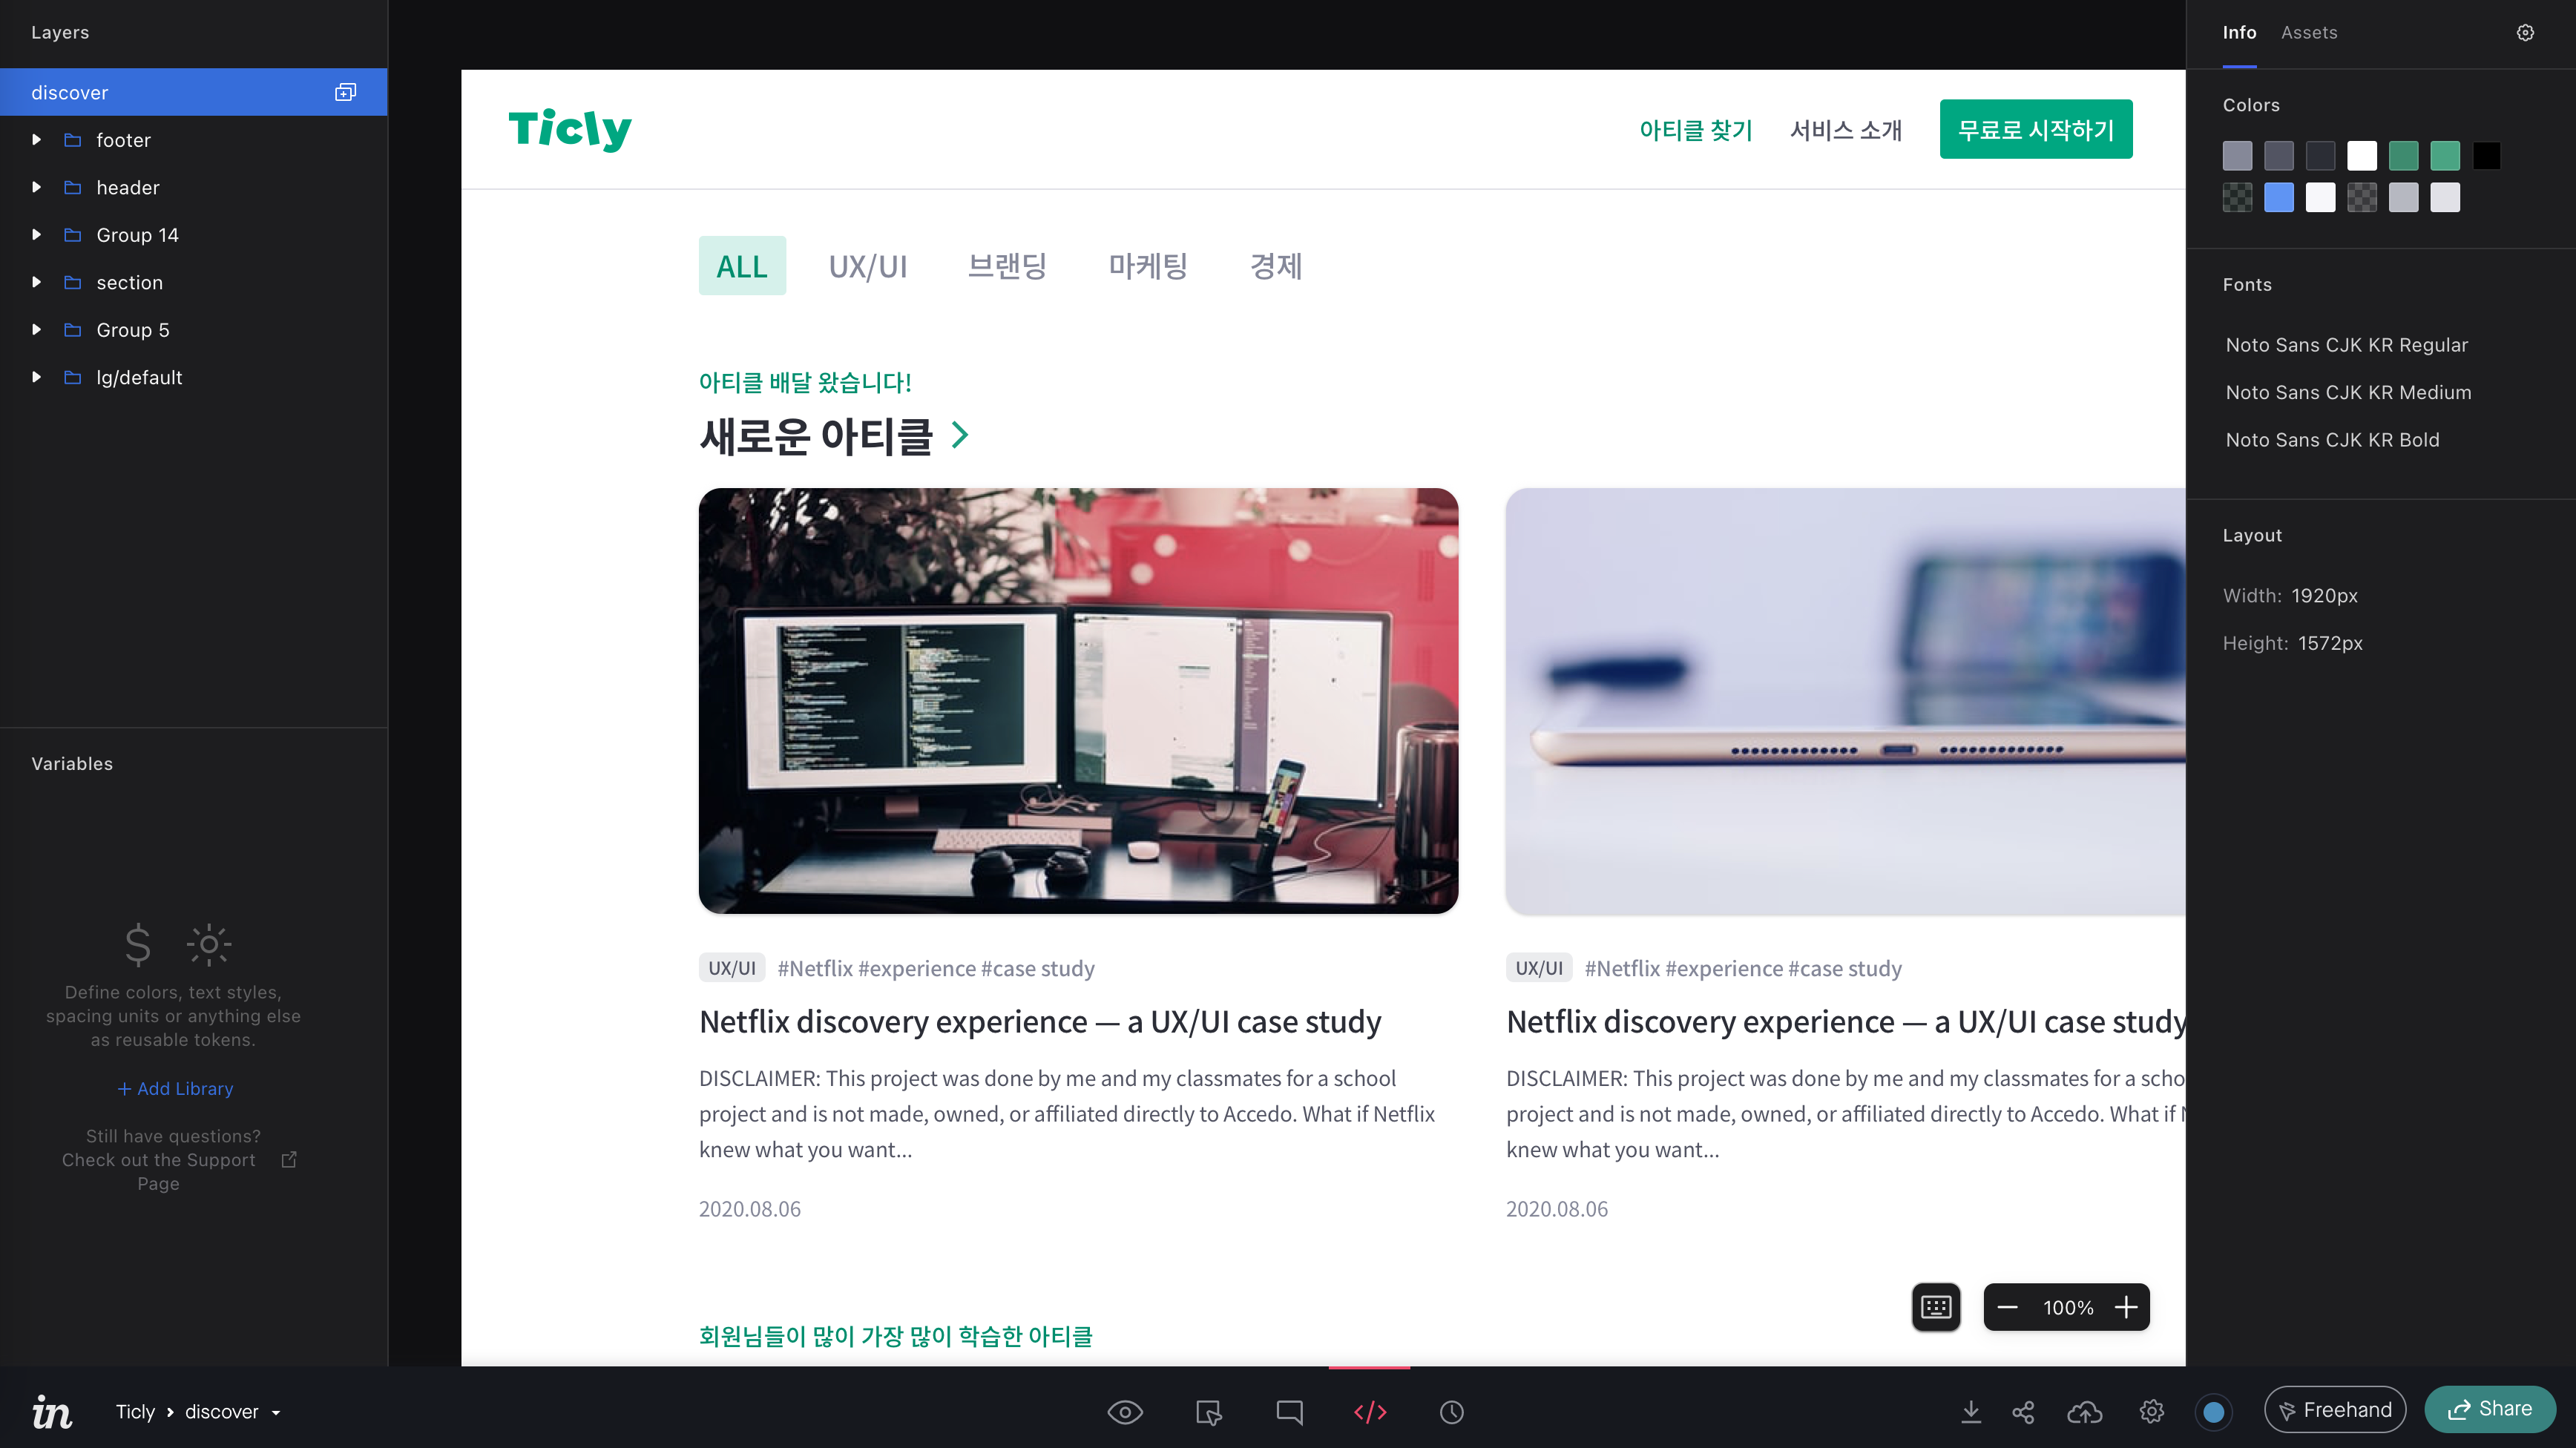 Layers
discover
footer
header
Group 14
section
Group 5
lg/default
Variables
Define colors, text styles,
spacing units or anything else
as reusable tokens.
+ Add Library
Still have questions?
Check out the Support
Page
Ticly
아티클 찾기
서비스 소개
무료로 시작하기
ALL
UX/UI
브랜딩
마케팅
경제
아티클 배달 왔습니다!
새로운 아티클
UX/UI #Netflix #experience #case study
Netflix discovery experience — a UX/UI case study
DISCLAIMER: This project was done by me and my classmates for a school
project and is not made, owned, or affiliated directly to Accedo. What if Netflix
knew what you want...
2020.08.06
UX/UI #Netflix #experience #case study
Netflix discovery experience — a UX/UI case study
DISCLAIMER: This project was done by me and my classmates for a scho
project and is not made, owned, or affiliated directly to Accedo. What if N
knew what you want...
2020.08.06
회원님들이 많이 가장 많이 학습한 아티클
100%
Info
Assets
Colors
Fonts
Noto Sans CJK KR Regular
Noto Sans CJK KR Medium
Noto Sans CJK KR Bold
Layout
Width: 1920px
Height: 1572px
in
Ticly > discover
</>
Freehand
Share